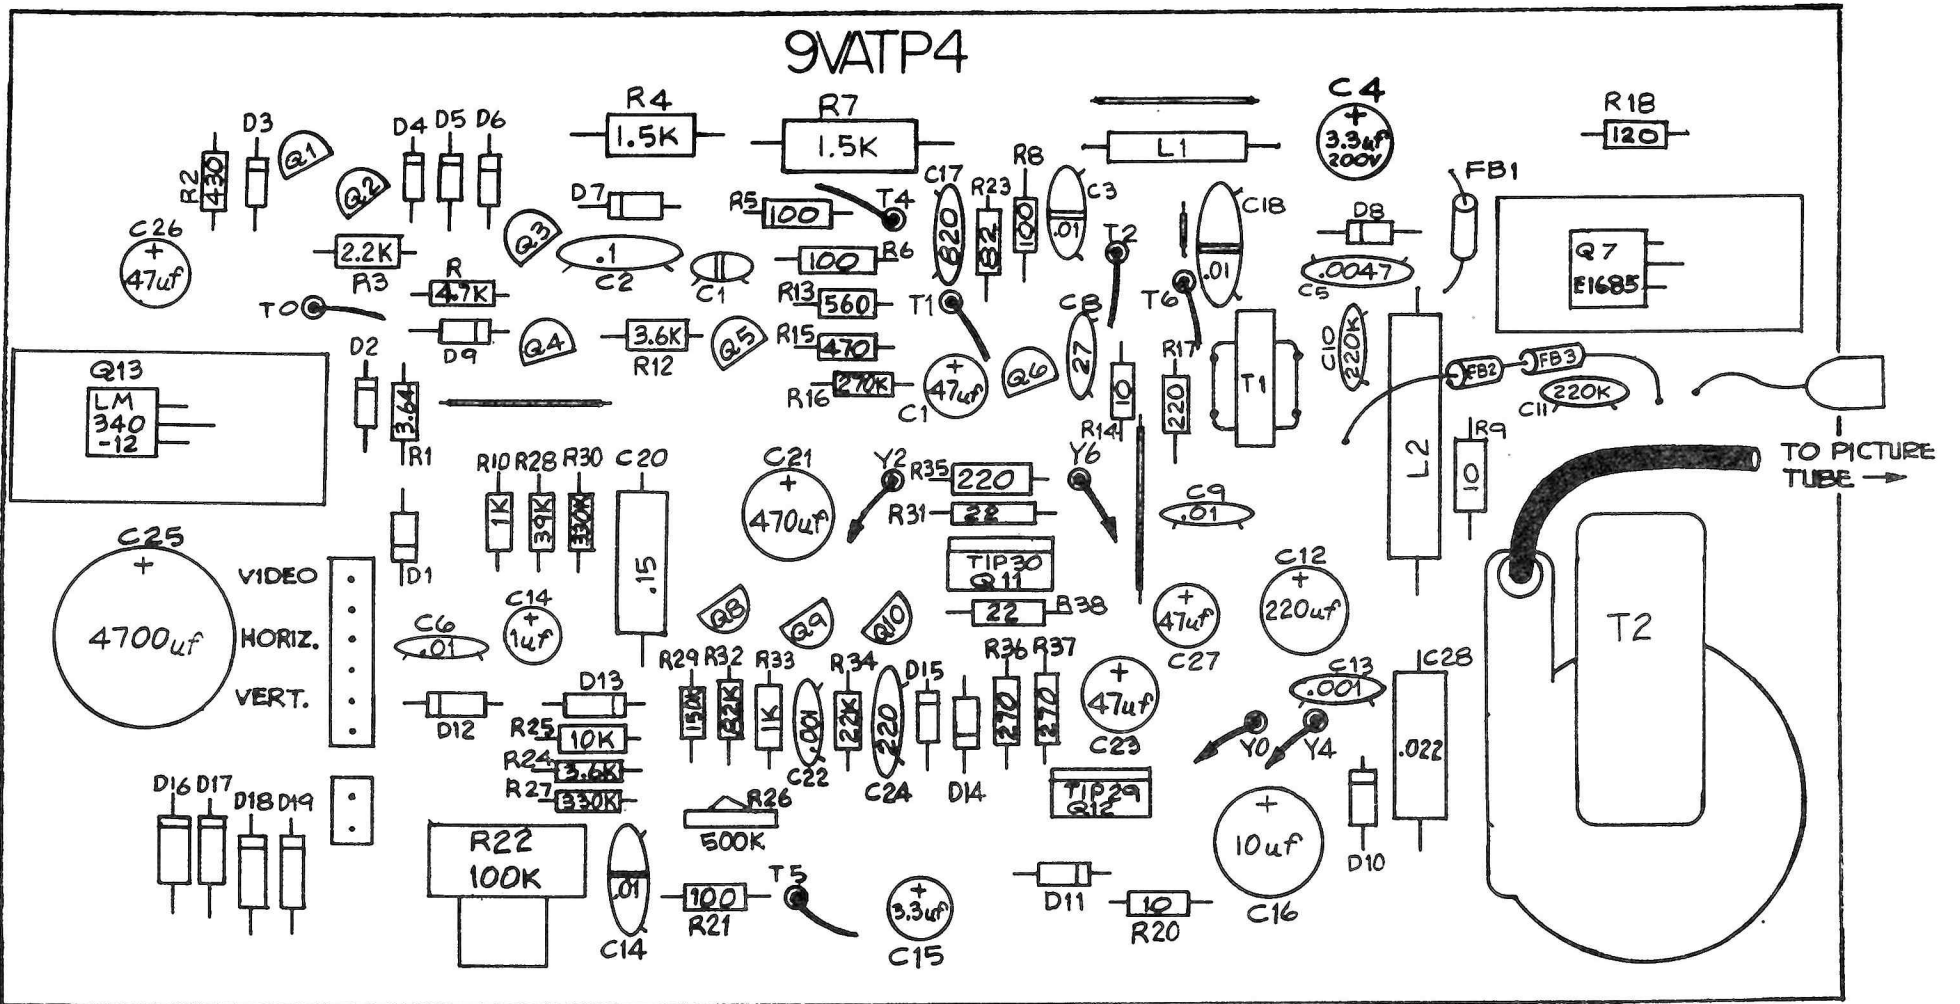 9VATP4
R2
430
D3
Q1
Q2
D4
D5
D6
R4
1.5K
R7
1.5K
L1
C4
+
3.3uf
200V
R18
120
C26
+
47uf
2.2K
R3
Q3
D7
.1
C2
C1
R5
100
T4
100
R6
C17
820
R23
82
R8
100
C3
.01
T2
C18
.01
D8
.0047
C5
FB1
Q7
E1685
TO
R
4.7K
D9
Q4
3.6K
R12
Q5
R13
560
R15
470
R16
270K
T1
+
47uf
C1
Q6
C8
27
T6
R14
10
R17
220
T1
C10
220K
L2
FB2
FB3
220K
C11
R9
10
TO PICTURE
TUBE →
Q13
LM
340
-12
D2
3.64
R1
D1
R10
1K
R28
39K
R30
330K
C20
.15
C21
+
470uf
Y2
R35
220
R31
22
Y6
TIP30
Q11
22
R38
C9
.01
C25
+
4700uf
VIDEO
HORIZ.
VERT.
C6
.01
C14
+
1uf
Q8
Q9
Q10
+
47uf
C27
C12
+
220uf
T2
D12
D13
R25
10K
R24
3.6K
R27
330K
R29
150K
R32
82K
R33
1K
C22
.001
R34
22K
C24
220
D15
D14
R36
270
R37
270
+
47uf
C23
C13
.001
C28
.022
Y0
Y4
D16
D17
D18
D19
R22
100K
R26
500K
TIP29
Q12
+
10uf
C16
D10
.01
C14
100
R21
T5
+
3.3uf
C15
D11
10
R20